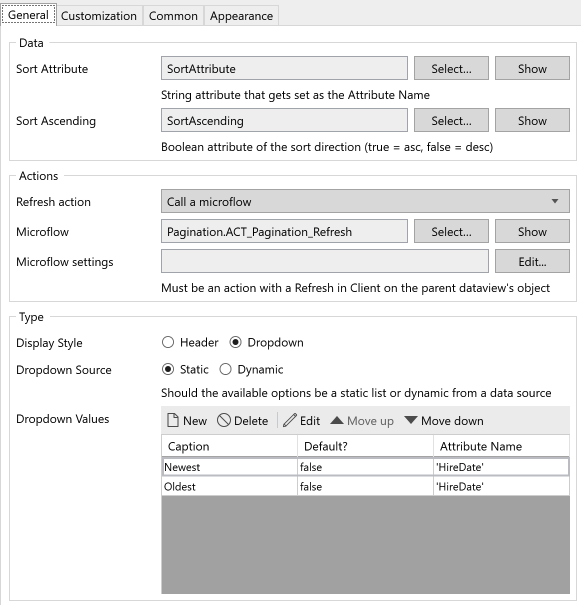 General Customization Common Appearance
Data
Sort Attribute SortAttribute Select... Show
String attribute that gets set as the Attribute Name
Sort Ascending SortAscending Select... Show
Boolean attribute of the sort direction (true = asc, false = desc)
Actions
Refresh action Call a microflow
Microflow Pagination.ACT_Pagination_Refresh Select... Show
Microflow settings Edit...
Must be an action with a Refresh in Client on the parent dataview's object
Type
Display Style Header Dropdown
Dropdown Source Static Dynamic
Should the available options be a static list or dynamic from a data source
Dropdown Values New Delete Edit Move up Move down
Caption Default? Attribute Name
Newest false 'HireDate'
Oldest false 'HireDate'